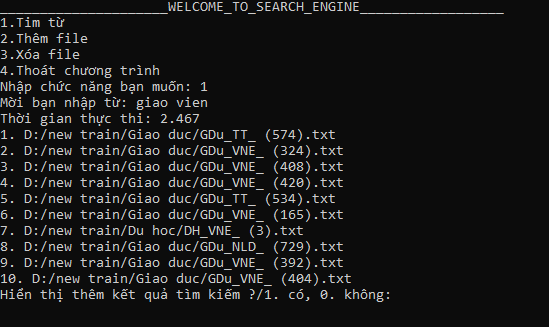 ____________________WELCOME_TO_SEARCH_ENGINE_________________
1.Tìm từ
2.Thêm file
3.Xóa file
4.Thoát chương trình
Nhập chức năng bạn muốn: 1
Mời bạn nhập từ: giao vien
Thời gian thực thi: 2.467
1. D:/new train/Giao duc/GDu_TT_ (574).txt
2. D:/new train/Giao duc/GDu_VNE_ (324).txt
3. D:/new train/Giao duc/GDu_VNE_ (408).txt
4. D:/new train/Giao duc/GDu_VNE_ (420).txt
5. D:/new train/Giao duc/GDu_TT_ (534).txt
6. D:/new train/Giao duc/GDu_VNE_ (165).txt
7. D:/new train/Du hoc/DH_VNE_ (3).txt
8. D:/new train/Giao duc/GDu_NLD_ (729).txt
9. D:/new train/Giao duc/GDu_VNE_ (392).txt
10. D:/new train/Giao duc/GDu_VNE_ (404).txt
Hiển thị thêm kết quả tìm kiếm ?/1. có, 0. không: